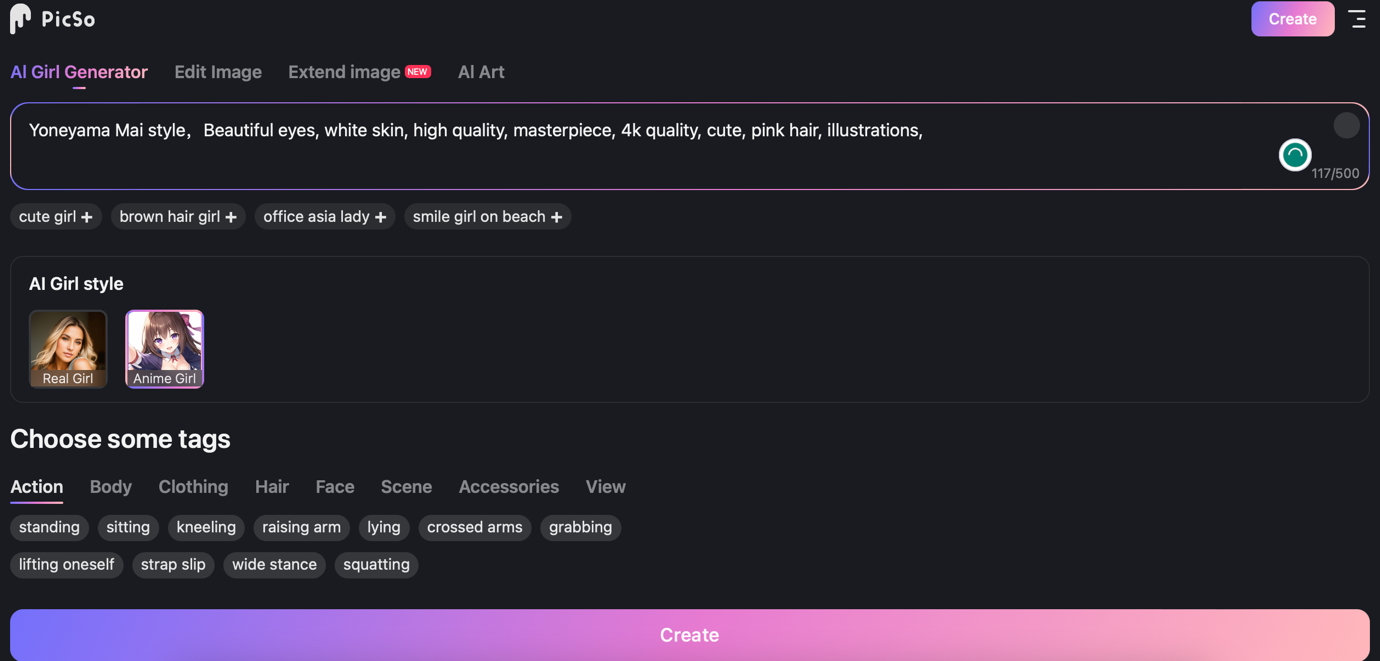 PicSo
Create
AI Girl Generator Edit Image Extend image NEW AI Art
Yoneyama Mai style，Beautiful eyes, white skin, high quality, masterpiece, 4k quality, cute, pink hair, illustrations,
117/500
cute girl + brown hair girl + office asia lady + smile girl on beach +
AI Girl style
Real Girl Anime Girl
Choose some tags
Action Body Clothing Hair Face Scene Accessories View
standing sitting kneeling raising arm lying crossed arms grabbing
lifting oneself strap slip wide stance squatting
Create